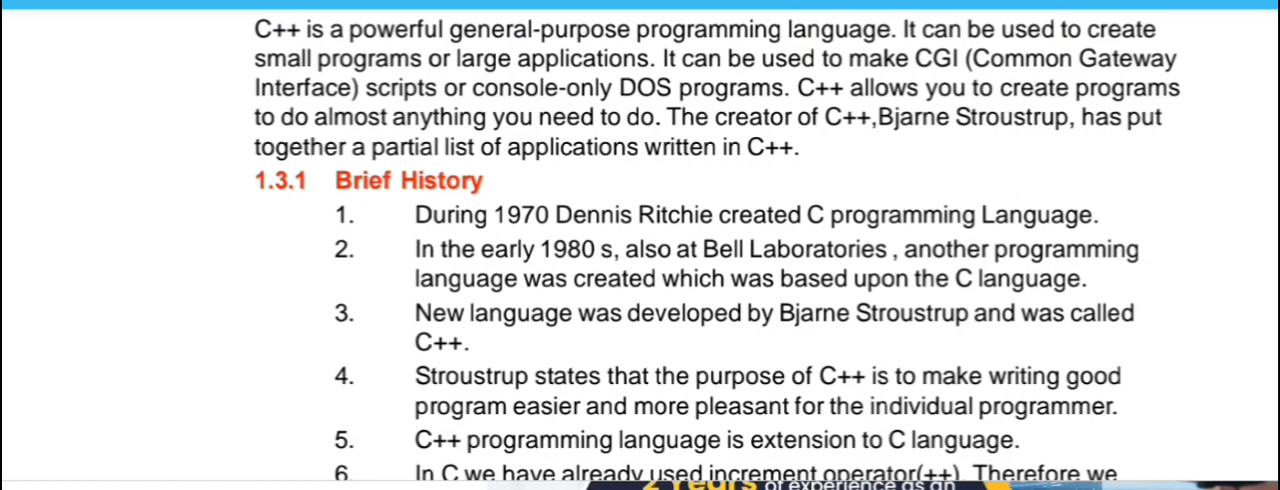 C++ is a powerful general-purpose programming language. It can be used to create
small programs or large applications. It can be used to make CGI (Common Gateway
Interface) scripts or console-only DOS programs. C++ allows you to create programs
to do almost anything you need to do. The creator of C++,Bjarne Stroustrup, has put
together a partial list of applications written in C++.
1.3.1 Brief History
1. During 1970 Dennis Ritchie created C programming Language.
2. In the early 1980 s, also at Bell Laboratories , another programming
language was created which was based upon the C language.
3. New language was developed by Bjarne Stroustrup and was called
C++.
4. Stroustrup states that the purpose of C++ is to make writing good
program easier and more pleasant for the individual programmer.
5. C++ programming language is extension to C language.
6. In C we have already used increment operator(++). Therefore we
2 Years of experience as an